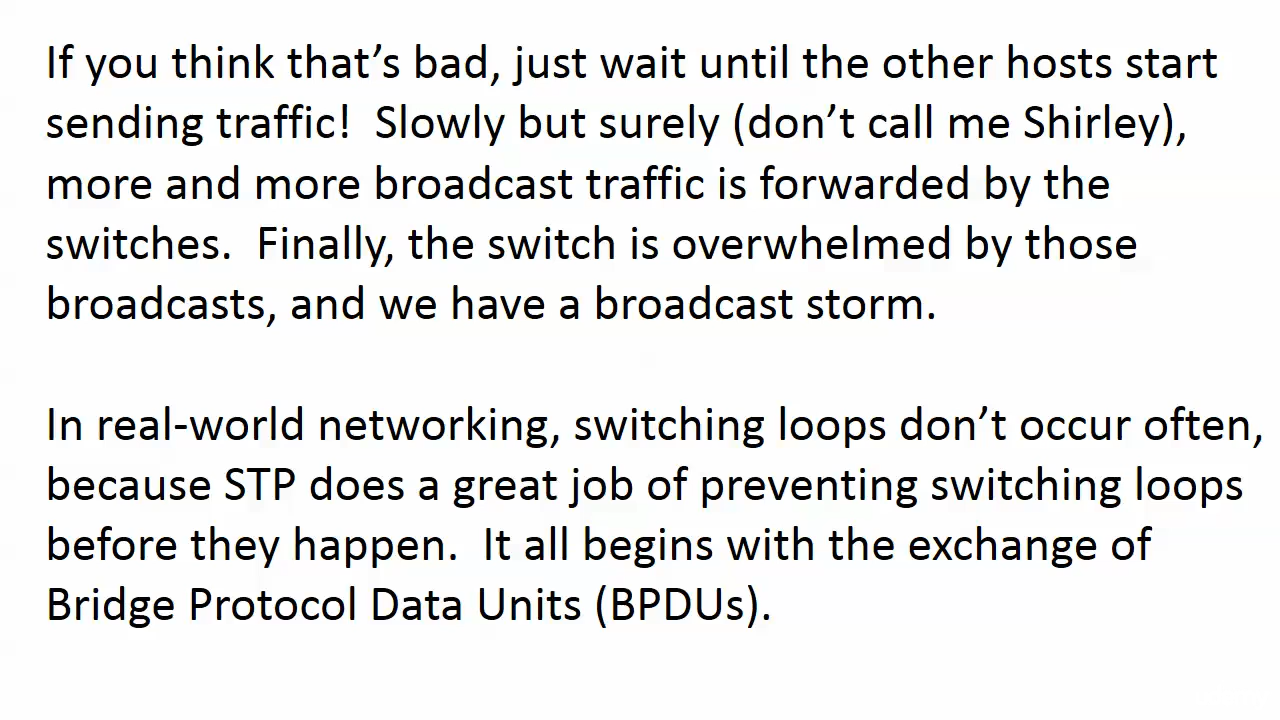 If you think that’s bad, just wait until the other hosts start
sending traffic!  Slowly but surely (don’t call me Shirley),
more and more broadcast traffic is forwarded by the
switches.  Finally, the switch is overwhelmed by those
broadcasts, and we have a broadcast storm.
In real-world networking, switching loops don’t occur often,
because STP does a great job of preventing switching loops
before they happen.  It all begins with the exchange of
Bridge Protocol Data Units (BPDUs).